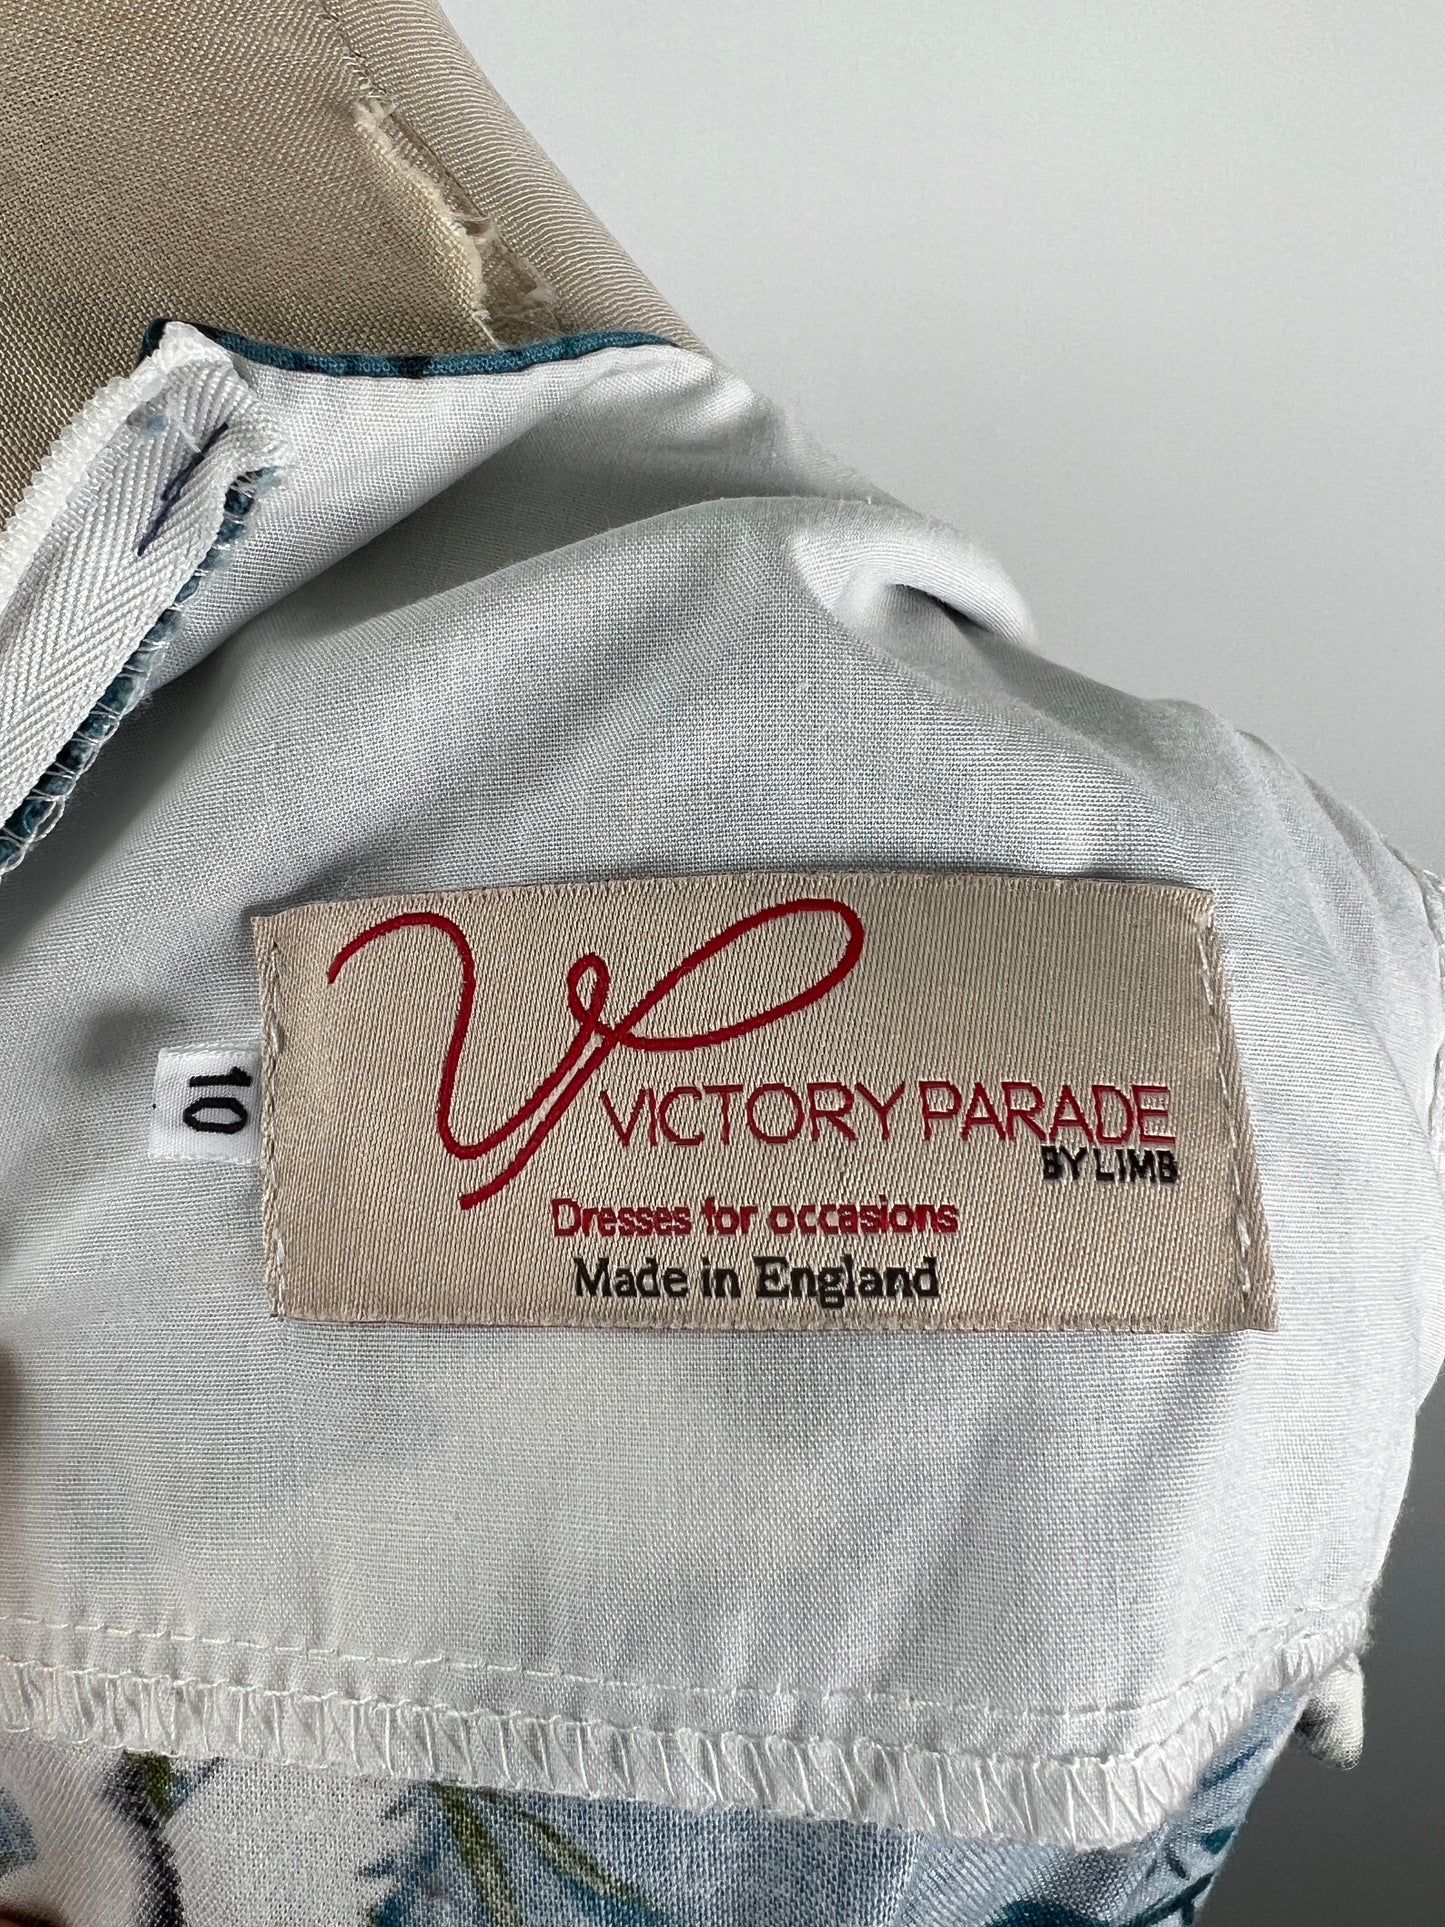 10
VP
VICTORY PARADE
BY LIMB
Dresses for occasions
Made in England